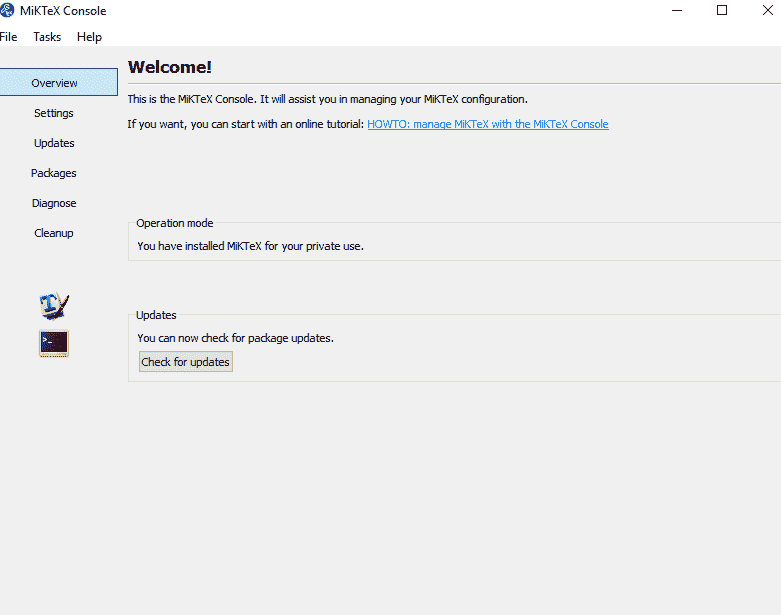 MiKTeX Console
File Tasks Help
Overview
Settings
Updates
Packages
Diagnose
Cleanup
Welcome!
This is the MiKTeX Console. It will assist you in managing your MiKTeX configuration.
If you want, you can start with an online tutorial: HOWTO: manage MiKTeX with the MiKTeX Console
Operation mode
You have installed MiKTeX for your private use.
Updates
You can now check for package updates.
Check for updates